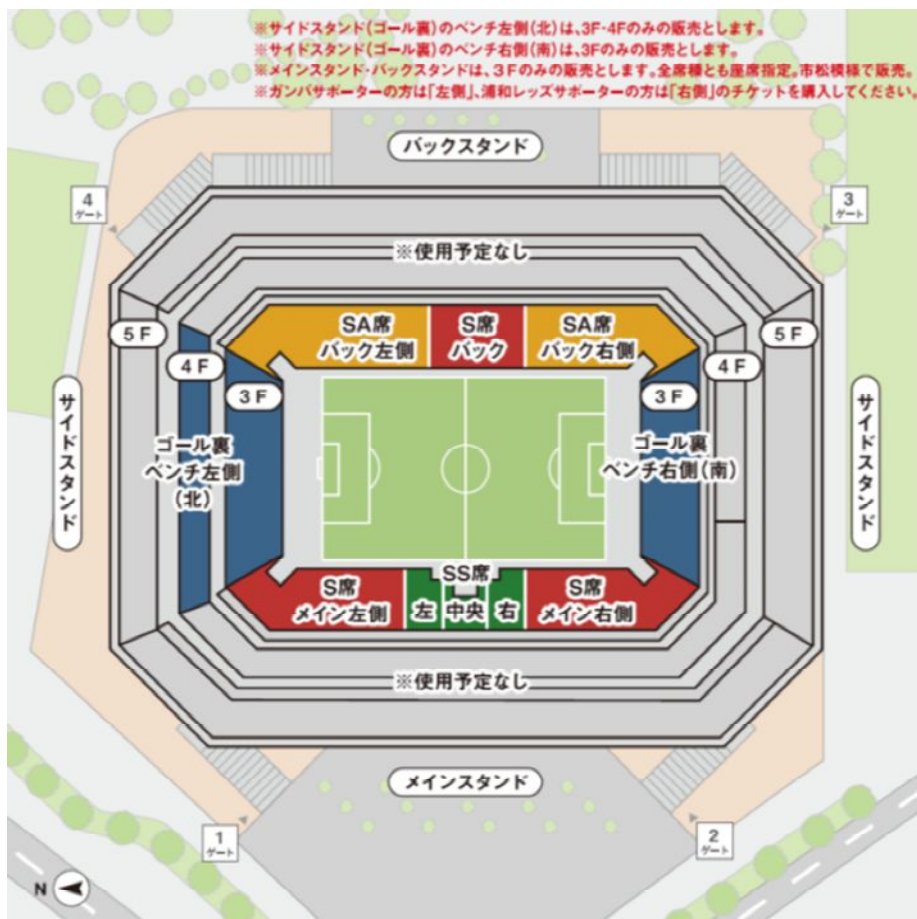 ※サイドスタンド(ゴール裏)のベンチ左側(北)は、3F・4Fのみの販売とします。
※サイドスタンド(ゴール裏)のベンチ右側(南)は、3Fのみの販売とします。
※メインスタンド・バックスタンドは、3Fのみの販売とします。全席種とも座席指定。市松模様で販売。
※ガンバサポーターの方は「左側」、浦和レッズサポーターの方は「右側」のチケットを購入してください。
バックスタンド
4
ゲート
3
ゲート
※使用予定なし
SA席
バック左側
S席
バック
SA席
バック右側
5F
4F
3F
3F
4F
5F
サイドスタンド
ゴール裏
ベンチ左側
(北)
ゴール裏
ベンチ右側(南)
サイドスタンド
S席
メイン左側
SS席
左
中央
右
S席
メイン右側
※使用予定なし
メインスタンド
1
ゲート
2
ゲート
N